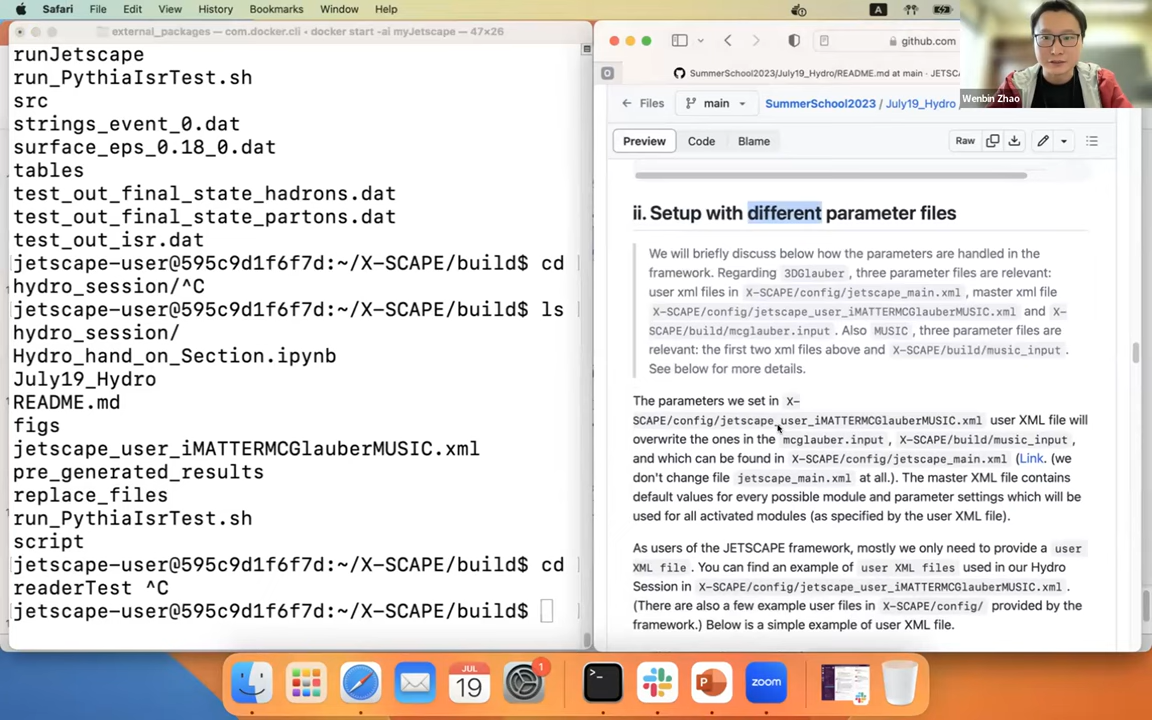 Safari File Edit View History Bookmarks Window Help
A
external_packages — com.docker.cli ‹ docker start -ai myJetscape — 47×26
runJetscape
run_PythiaIsrTest.sh
src
strings_event_0.dat
surface_eps_0.18_0.dat
tables
test_out_final_state_hadrons.dat
test_out_final_state_partons.dat
test_out_isr.dat
jetscape-user@595c9d1f6f7d:~/X-SCAPE/build$ cd
hydro_session/^C
jetscape-user@595c9d1f6f7d:~/X-SCAPE/build$ ls
hydro_session/
Hydro_hand_on_Section.ipynb
July19_Hydro
README.md
figs
jetscape_user_iMATTERMCGlauberMUSIC.xml
pre_generated_results
replace_files
run_PythiaIsrTest.sh
script
jetscape-user@595c9d1f6f7d:~/X-SCAPE/build$ cd
readerTest ^C
jetscape-user@595c9d1f6f7d:~/X-SCAPE/build$
github.com
SummerSchool2023/July19_Hydro/README.md at main · JETSC
Wenbin Zhao
Files main SummerSchool2023 / July19_Hydro
Preview Code Blame Raw
ii. Setup with different parameter files
We will briefly discuss below how the parameters are handled in the
framework. Regarding 3DGlauber , three parameter files are relevant:
user xml files in X-SCAPE/config/jetscape_main.xml , master xml file
X-SCAPE/config/jetscape_user_iMATTERMCGlauberMUSIC.xml and X-
SCAPE/build/mcglauber.input . Also MUSIC , three parameter files are
relevant: the first two xml files above and X-SCAPE/build/music_input .
See below for more details.
The parameters we set in X-
SCAPE/config/jetscape_user_iMATTERMCGlauberMUSIC.xml user XML file will
overwrite the ones in the mcglauber.input , X-SCAPE/build/music_input ,
and which can be found in X-SCAPE/config/jetscape_main.xml (Link. (we
don't change file jetscape_main.xml at all.). The master XML file contains
default values for every possible module and parameter settings which will be
used for all activated modules (as specified by the user XML file).
As users of the JETSCAPE framework, mostly we only need to provide a user
XML file . You can find an example of user XML files used in our Hydro
Session in X-SCAPE/config/jetscape_user_iMATTERMCGlauberMUSIC.xml .
(There are also a few example user files in X-SCAPE/config/ provided by the
framework.) Below is a simple example of user XML file.
JUL
19
1
>_
zoom